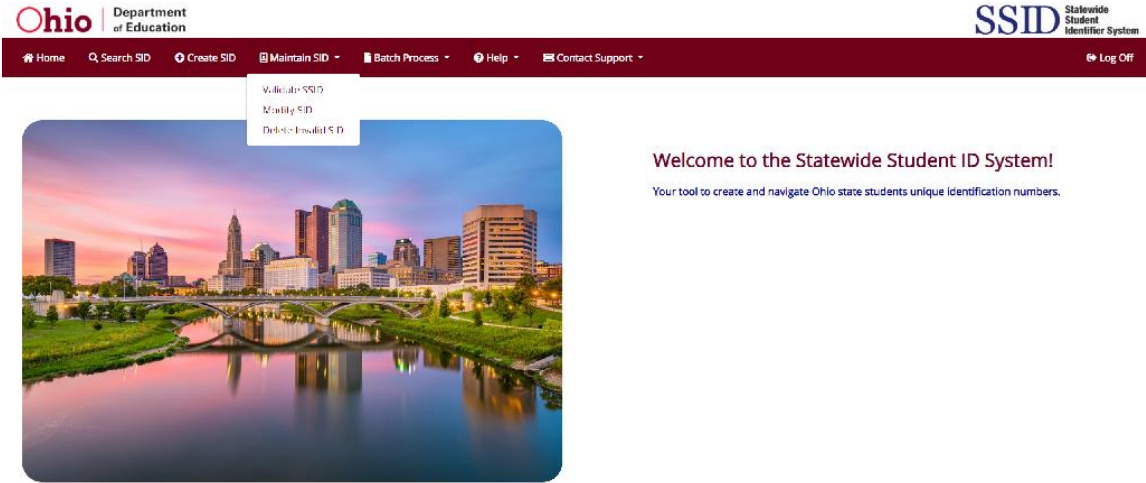 Ohio Department of Education
SSID Statewide Student Identifier System
Home Search SID Create SID Maintain SID Batch Process Help Contact Support Log Off
Validate SSID
Modify SID
Delete Invalid SID
Welcome to the Statewide Student ID System!
Your tool to create and navigate Ohio state students unique identification numbers.